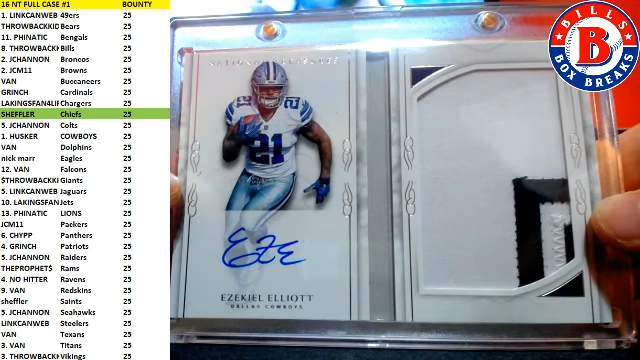 16 NT FULL CASE #1 BOUNTY
1. LINKCANWEB 49ers 25
THROWBACKKID Bears 25
11. PHINATIC Bengals 25
8. THROWBACKK Bills 25
2. JCHANNON Broncos 25
2. JCM11 Browns 25
VAN Buccaneers 25
GRINCH Cardinals 25
LAKINGSFAN4LIF Chargers 25
SHEFFLER Chiefs 25
5. JCHANNON Colts 25
1. HUSKER COWBOYS 25
VAN Dolphins 25
nick marr Eagles 25
12. VAN Falcons 25
$THROWBACKKI Giants 25
5. LINKCANWEB Jaguars 25
10. LAKINGSFAN Jets 25
13. PHINATIC LIONS 25
JCM11 Packers 25
6. CHYPP Panthers 25
4. GRINCH Patriots 25
5. JCHANNON Raiders 25
THEPROPHET$ Rams 25
4. NO HITTER Ravens 25
9. VAN Redskins 25
sheffler Saints 25
5. JCHANNON Seahawks 25
LINKCANWEB Steelers 25
VAN Texans 25
3. VAN Titans 25
3. THROWBACKK Vikings 25
NATIONAL TREASURES
21
21
EZE
EZEKIEL ELLIOTT
DALLAS COWBOYS
BILLS
B
BOX BREAKS